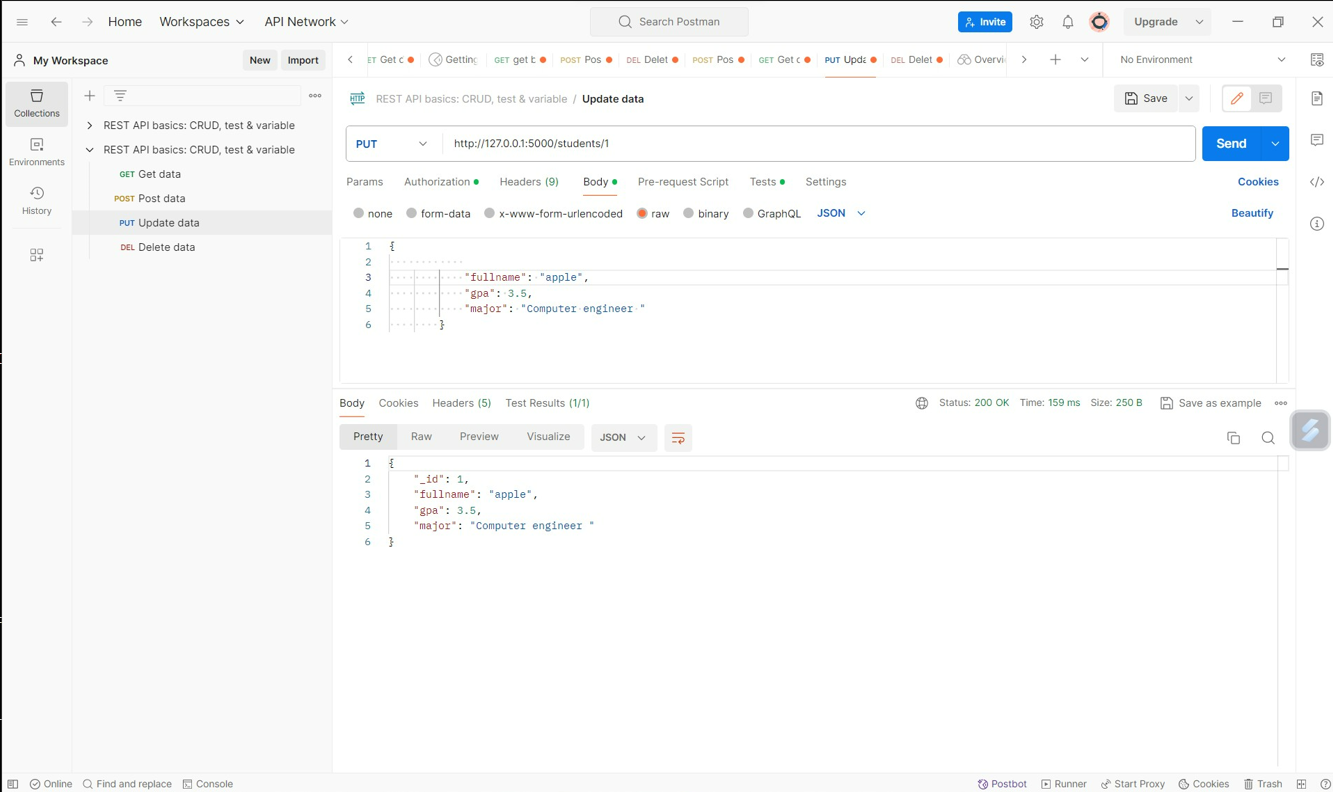 Home Workspaces API Network Search Postman Invite Upgrade
My Workspace New Import ET Get c Getting GET get b POST Pos DEL Delet POST Pos GET Get c PUT Upda DEL Delet Overvi No Environment
REST API basics: CRUD, test & variable / Update data Save
Collections
Environments
History
REST API basics: CRUD, test & variable
REST API basics: CRUD, test & variable
GET Get data
POST Post data
PUT Update data
DEL Delete data
PUT http://127.0.0.1:5000/students/1 Send
Params Authorization Headers (9) Body Pre-request Script Tests Settings Cookies
none form-data x-www-form-urlencoded raw binary GraphQL JSON Beautify
1 {
2
3 "fullname": "apple",
4 "gpa": 3.5,
5 "major": "Computer engineer "
6 }
Body Cookies Headers (5) Test Results (1/1) Status: 200 OK Time: 159 ms Size: 250 B Save as example
Pretty Raw Preview Visualize JSON
1 {
2 "_id": 1,
3 "fullname": "apple",
4 "gpa": 3.5,
5 "major": "Computer engineer "
6 }
Online Find and replace Console Postbot Runner Start Proxy Cookies Trash